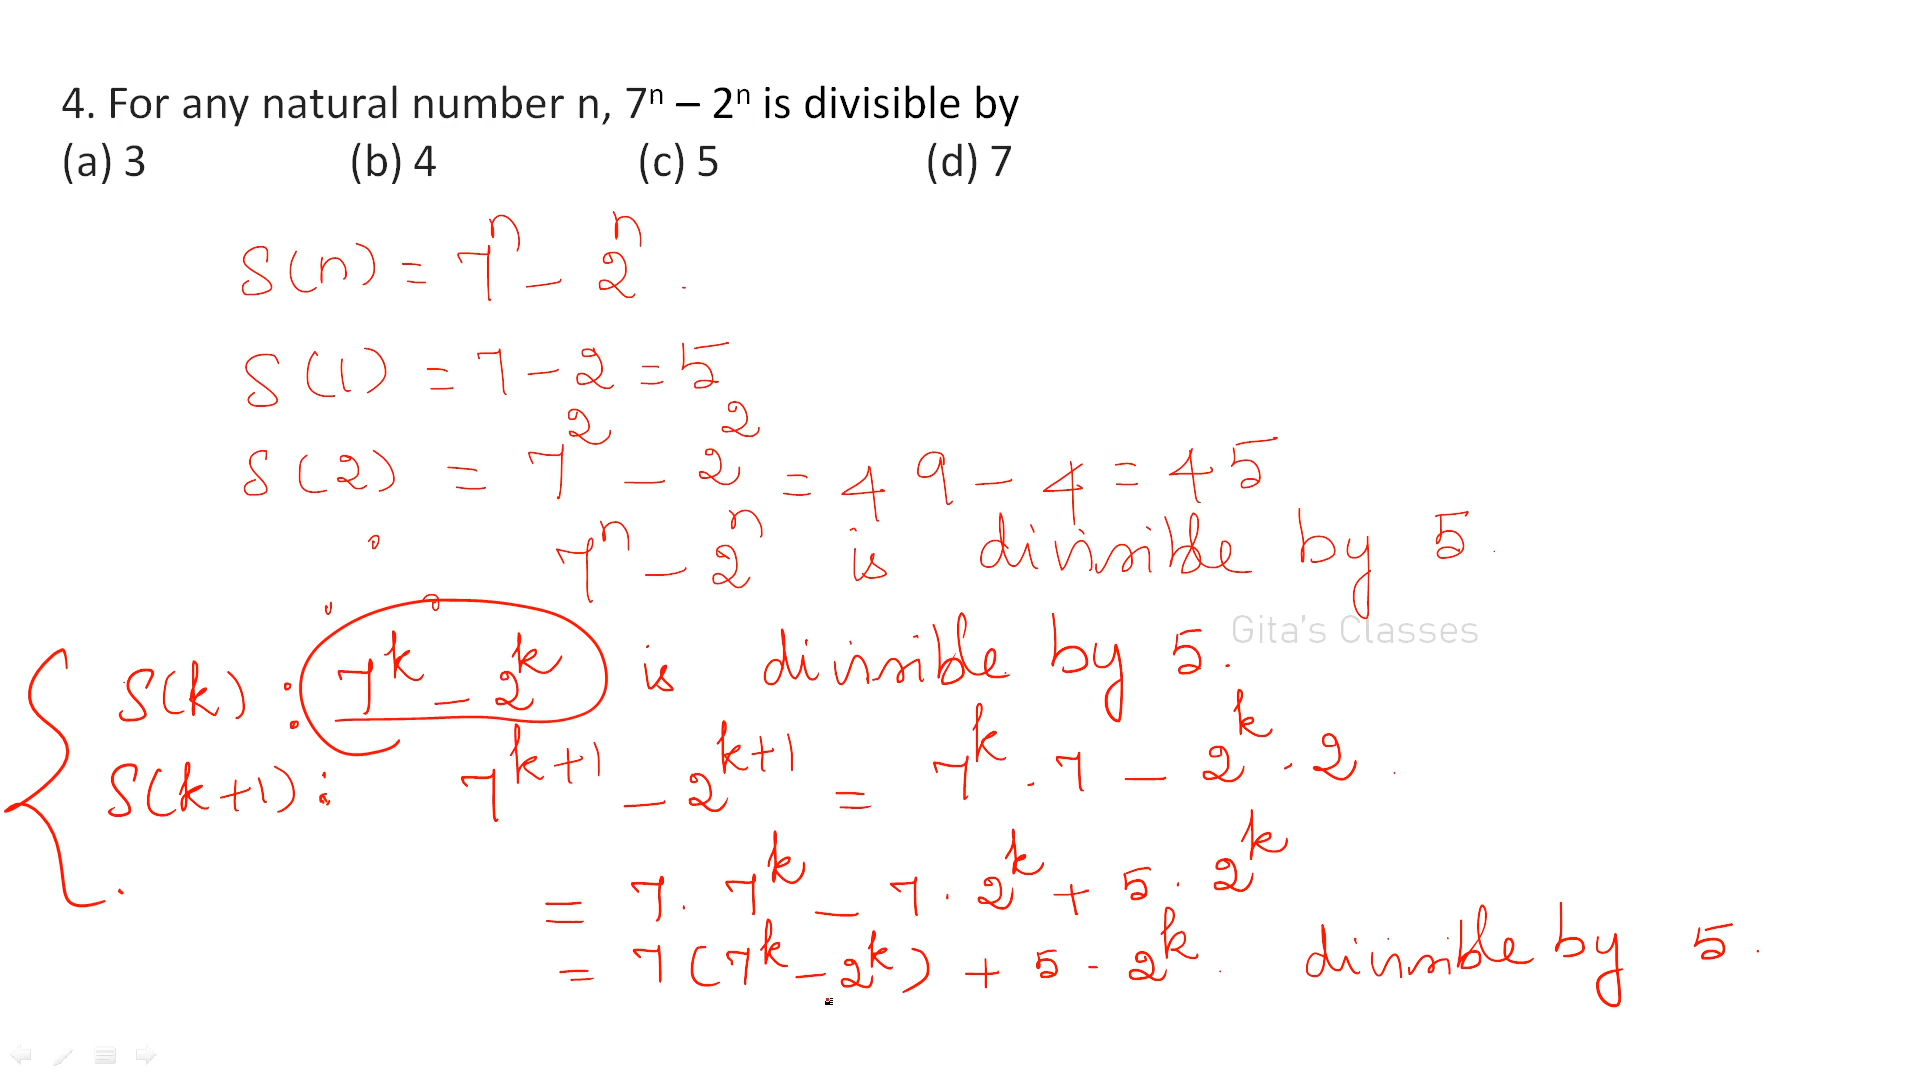 4. For any natural number n, 7ⁿ – 2ⁿ is divisible by
(a) 3 (b) 4 (c) 5 (d) 7
S(n) = 7ⁿ - 2ⁿ.
S(1) = 7 - 2 = 5
S(2) = 7² - 2² = 49 - 4 = 45
7ⁿ - 2ⁿ is divisible by 5.
S(k) : 7ᵏ - 2ᵏ is divisible by 5.
Gita's Classes
S(k+1) : 7ᵏ⁺¹ - 2ᵏ⁺¹ = 7ᵏ . 7 - 2ᵏ . 2.
= 7. 7ᵏ - 7 . 2ᵏ + 5 . 2ᵏ
= 7 (7ᵏ - 2ᵏ) + 5 . 2ᵏ. divisible by 5.